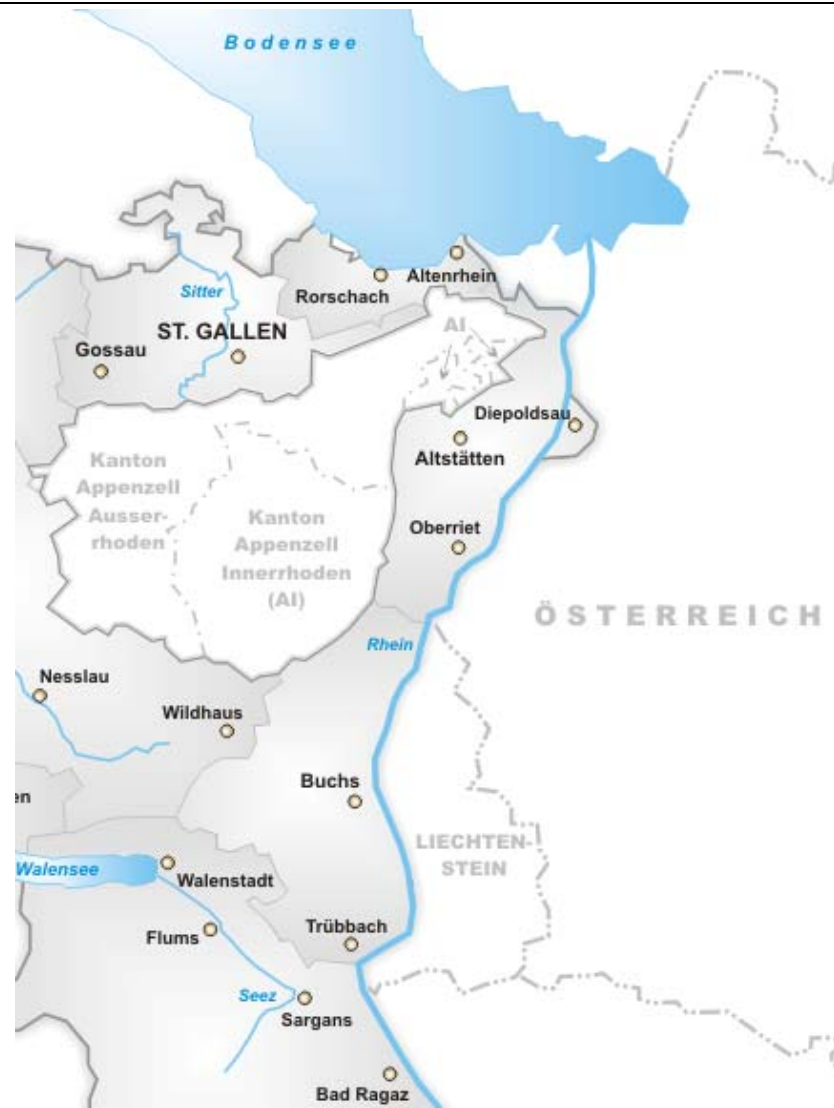 Bodensee
Sitter
Rorschach
Altenrhein
ST. GALLEN
AI
Gossau
Diepoldsau
Altstätten
Kanton
Appenzell
Ausser-
rhoden
Kanton
Appenzell
Innerrhoden
(AI)
Oberriet
ÖSTERREICH
Rhein
Nesslau
Wildhaus
Buchs
en
LIECHTEN-
STEIN
Walensee
Walenstadt
Flums
Trübbach
Seez
Sargans
Bad Ragaz